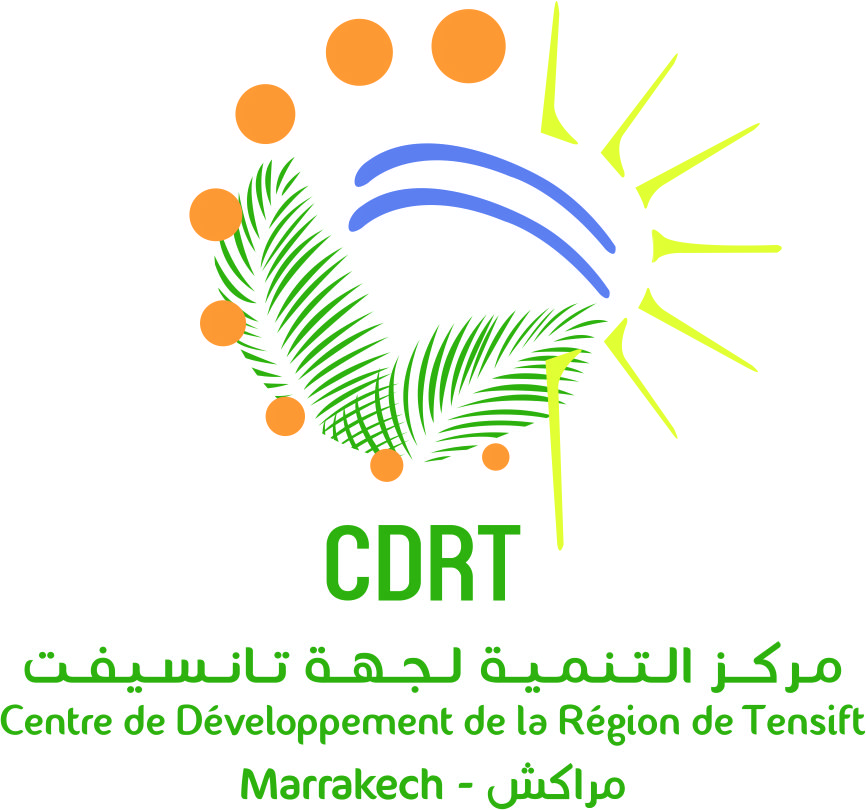 CDRT
مركز التنمية لجهة تانسيفت
Centre de Développement de la Région de Tensift
Marrakech - مراكش